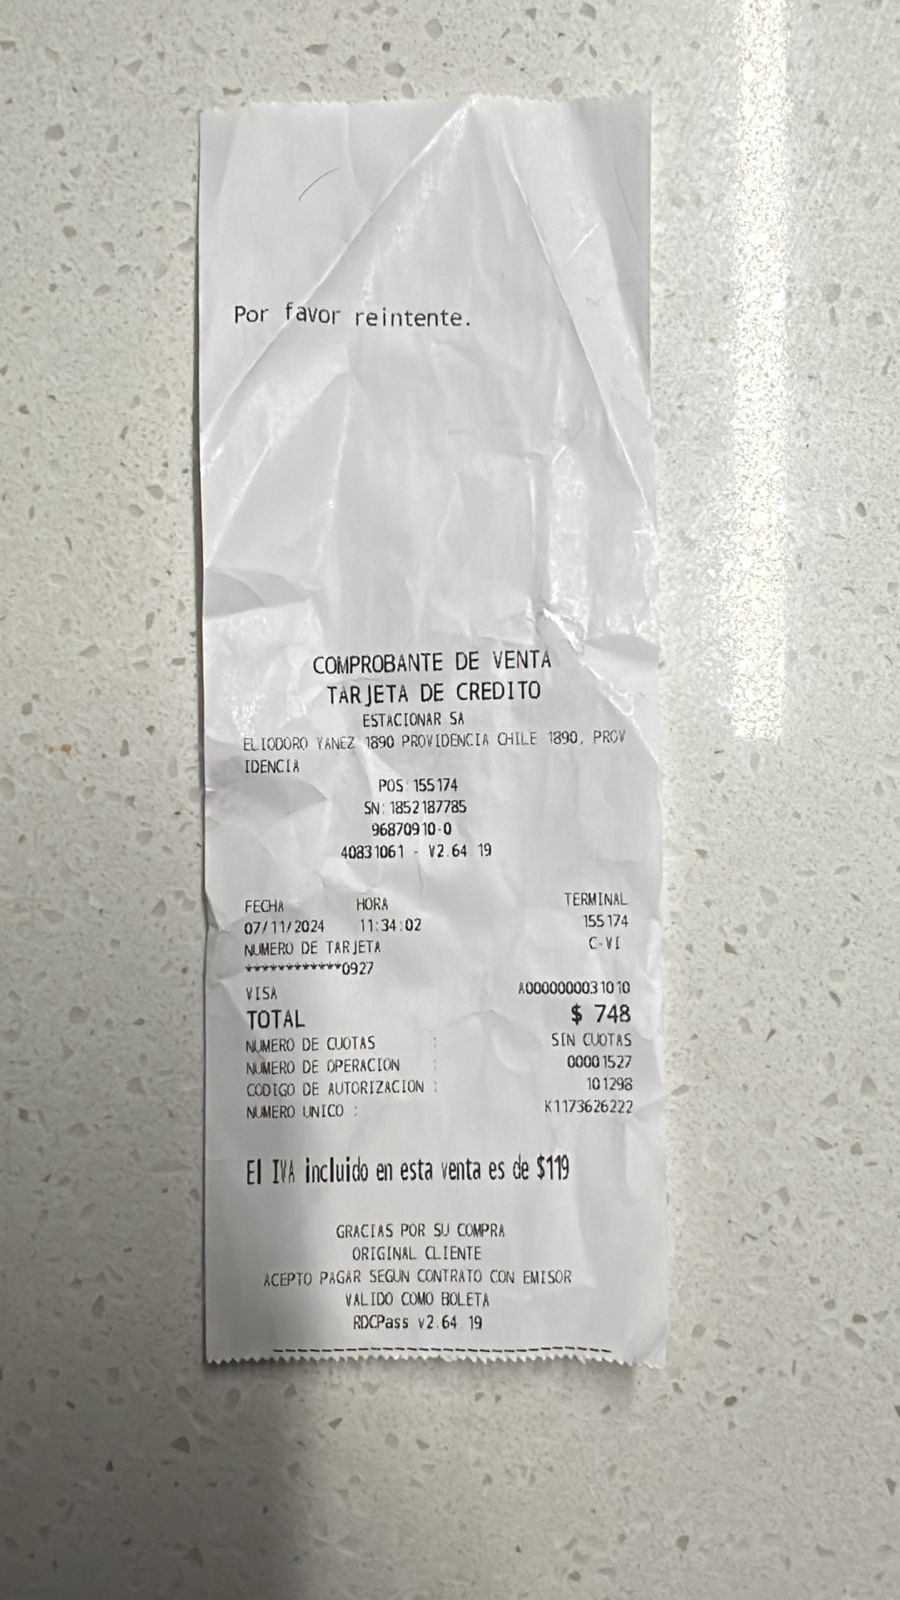 Por favor reintente.
COMPROBANTE DE VENTA
TARJETA DE CREDITO
ESTACIONAR SA
ELIODORO YANEZ 1890 PROVIDENCIA CHILE 1890, PROV
IDENCIA
POS: 155174
SN: 1852187785
96870910-0
40831061 - V2.64 19
FECHA HORA TERMINAL
07/11/2024 11:34:02 155174
NUMERO DE TARJETA C-VI
************0927
VISA A0000000031010
TOTAL $ 748
NUMERO DE CUOTAS : SIN CUOTAS
NUMERO DE OPERACION : 00001527
CODIGO DE AUTORIZACION : 101298
NUMERO UNICO : K1173626222
El IVA incluido en esta venta es de $119
GRACIAS POR SU COMPRA
ORIGINAL CLIENTE
ACEPTO PAGAR SEGUN CONTRATO CON EMISOR
VALIDO COMO BOLETA
RDCPass v2.64 19